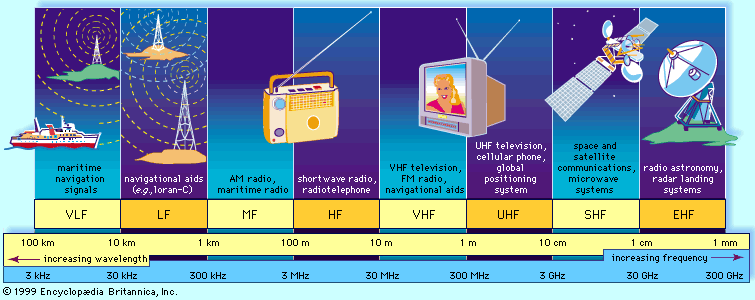 maritime
navigation
signals
navigational aids
(e.g., loran-C)
AM radio,
maritime radio
shortwave radio,
radiotelephone
VHF television,
FM radio,
navigational aids
UHF television,
cellular phone,
global
positioning
system
space and
satellite
communications,
microwave
systems
radio astronomy,
radar landing
systems
VLF LF MF HF VHF UHF SHF EHF
100 km 10 km 1 km 100 m 10 m 1 m 10 cm 1 cm 1 mm
increasing wavelength increasing frequency
3 kHz 30 kHz 300 kHz 3 MHz 30 MHz 300 MHz 3 GHz 30 GHz 300 GHz
© 1999 Encyclopædia Britannica, Inc.